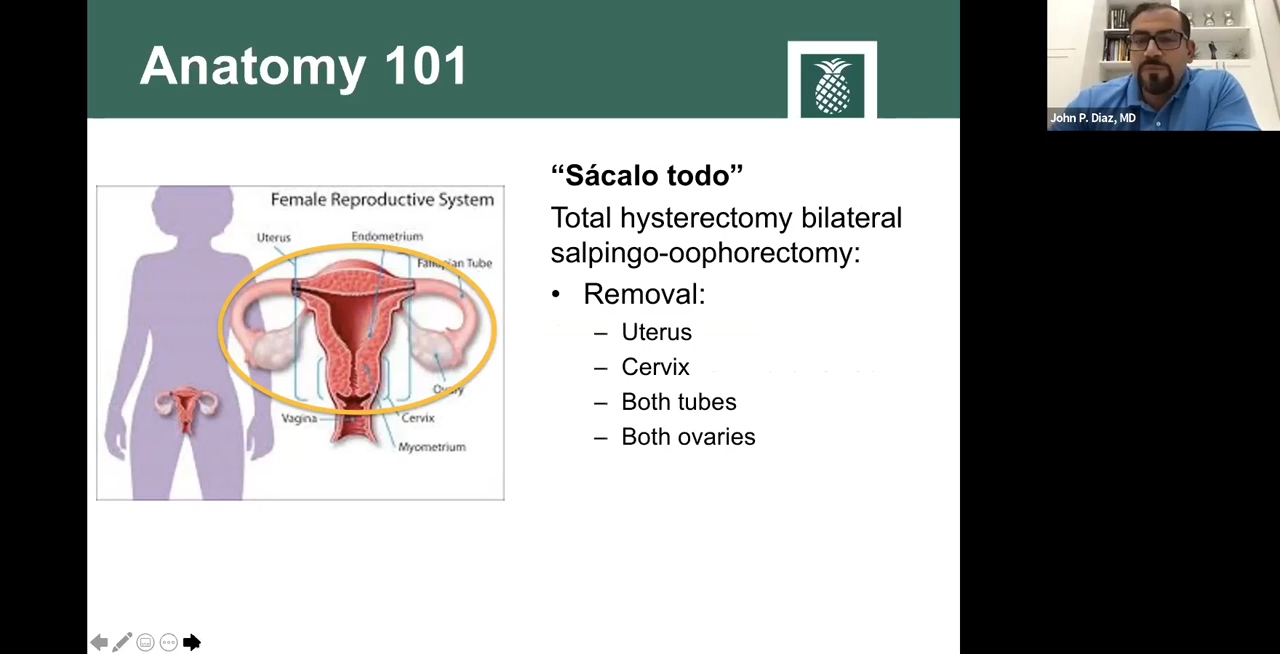 Anatomy 101
John P. Diaz, MD
“Sácalo todo”
Total hysterectomy bilateral
salpingo-oophorectomy:
• Removal:
– Uterus
– Cervix
– Both tubes
– Both ovaries
Female Reproductive System
Uterus
Endometrium
Fallopian Tube
Ovary
Vagina
Cervix
Myometrium